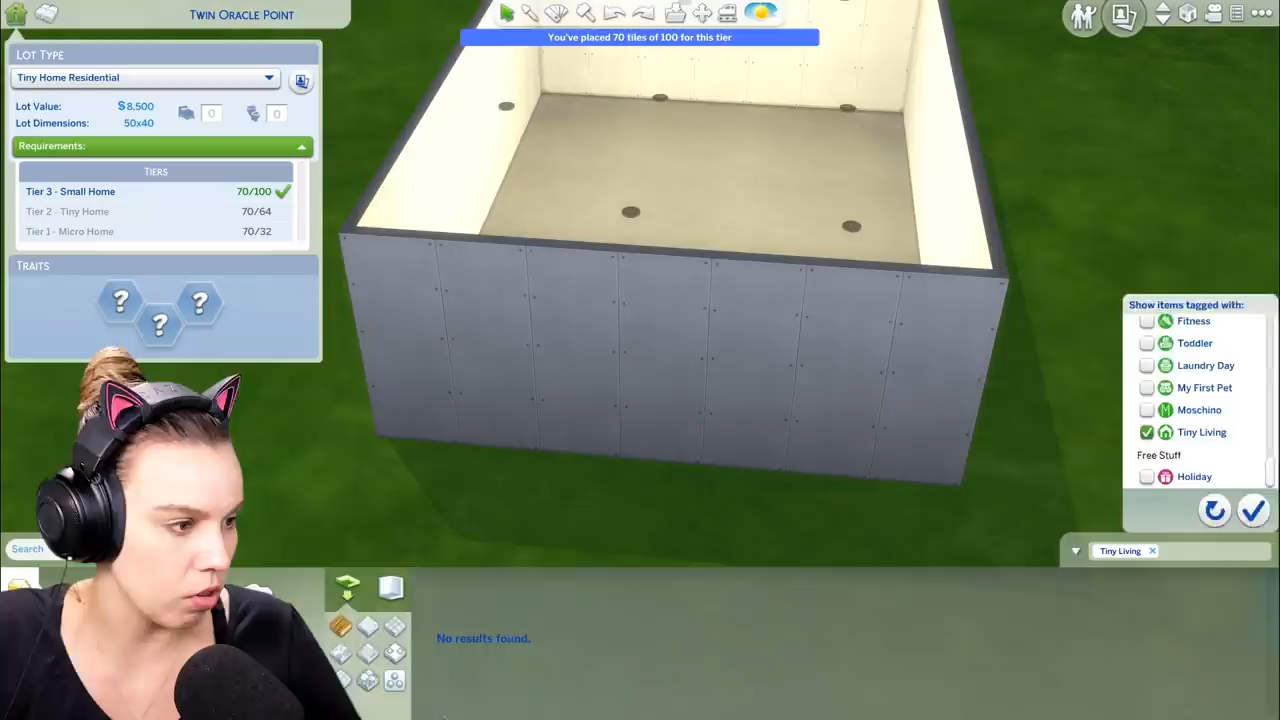 TWIN ORACLE POINT
You've placed 70 tiles of 100 for this tier
LOT TYPE
Tiny Home Residential
Lot Value: §8,500
0 0
Lot Dimensions: 50x40
Requirements:
TIERS
Tier 3 - Small Home 70/100
Tier 2 - Tiny Home 70/64
Tier 1 - Micro Home 70/32
TRAITS
? ? ?
Show items tagged with:
Fitness
Toddler
Laundry Day
My First Pet
Moschino
Tiny Living
Free Stuff
Holiday
Search
Tiny Living
No results found.